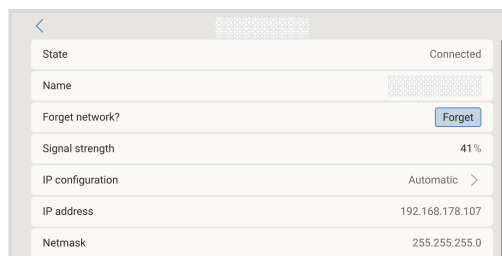 State Connected
Name
Forget network? Forget
Signal strength 41%
IP configuration Automatic
IP address 192.168.178.107
Netmask 255.255.255.0